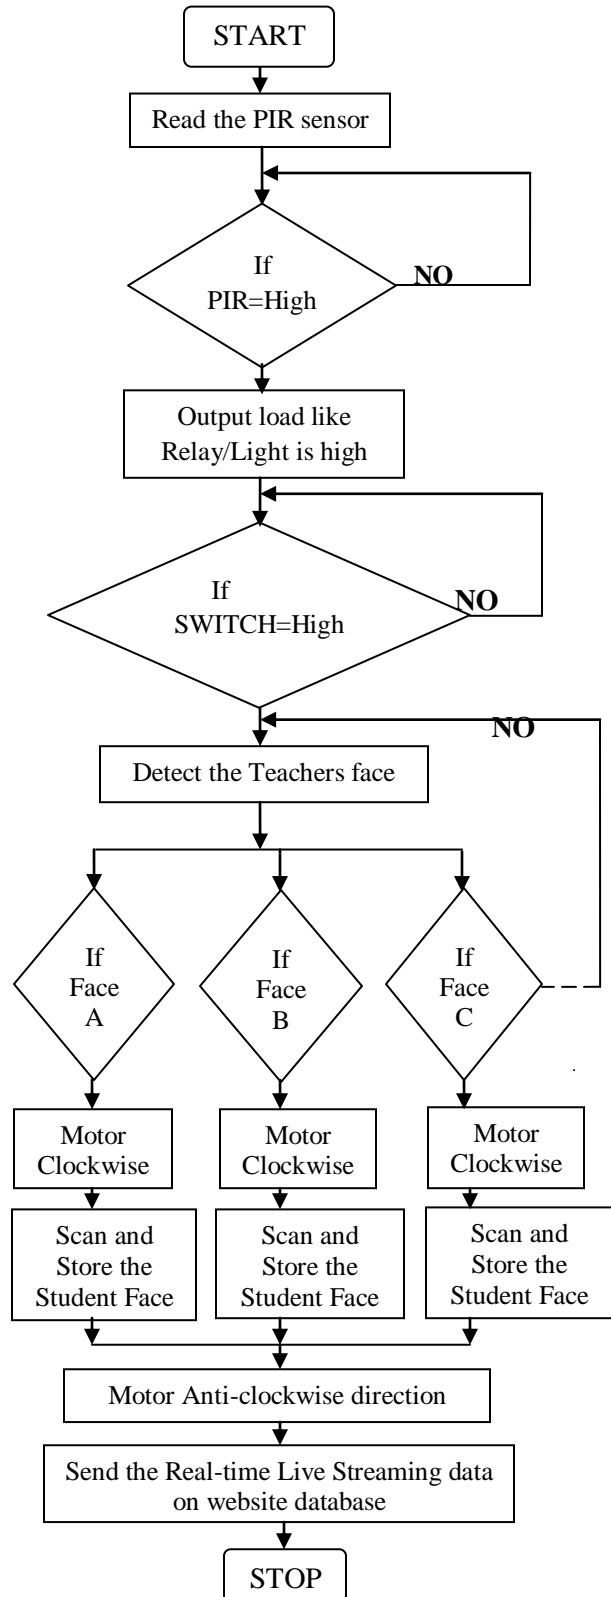 START
Read the PIR sensor
If
PIR=High
NO
Output load like
Relay/Light is high
If
SWITCH=High
NO
NO
Detect the Teachers face
If
Face
A
If
Face
B
If
Face
C
Motor
Clockwise
Motor
Clockwise
Motor
Clockwise
Scan and
Store the
Student Face
Scan and
Store the
Student Face
Scan and
Store the
Student Face
Motor Anti-clockwise direction
Send the Real-time Live Streaming data
on website database
STOP